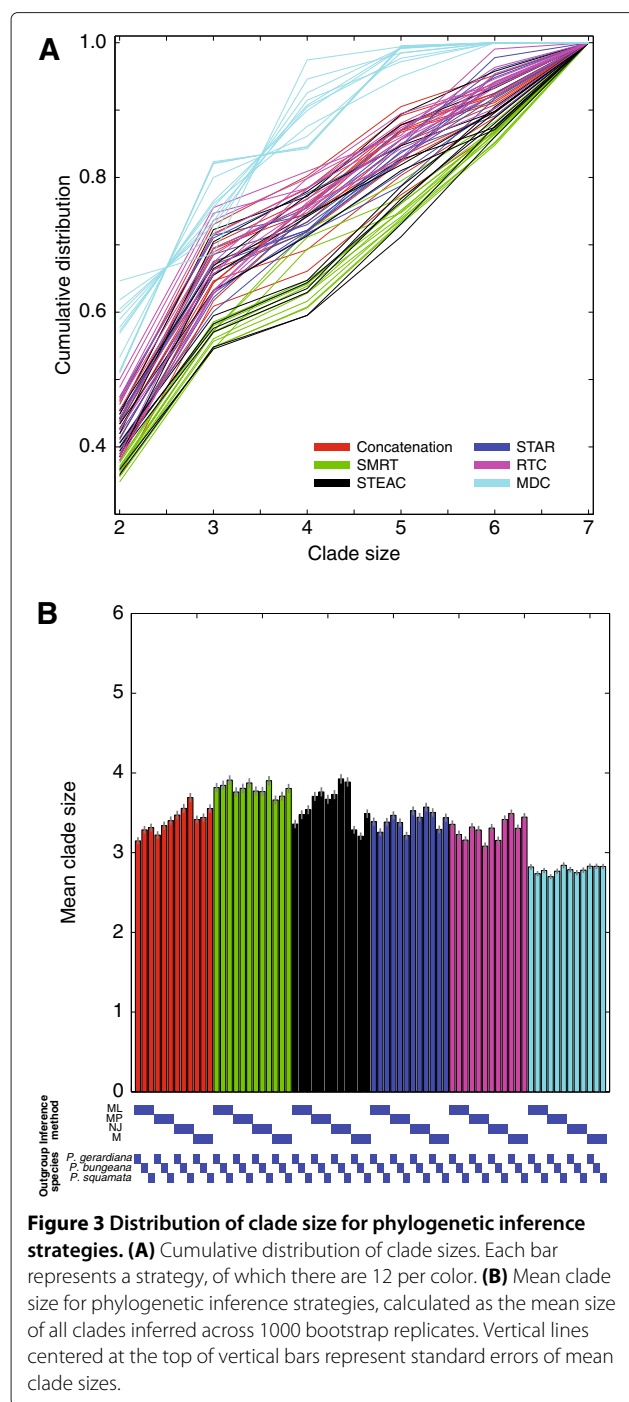 A
1.0
0.8
0.6
0.4
Cumulative distribution
Concatenation
SMRT
STEAC
STAR
RTC
MDC
2 3 4 5 6 7
Clade size
B
6
5
4
3
2
1
0
Mean clade size
Inference method
ML
MP
NJ
M
Outgroup species
P. gerardiana
P. bungeana
P. squamata
Figure 3 Distribution of clade size for phylogenetic inference
strategies. (A) Cumulative distribution of clade sizes. Each bar
represents a strategy, of which there are 12 per color. (B) Mean clade
size for phylogenetic inference strategies, calculated as the mean size
of all clades inferred across 1000 bootstrap replicates. Vertical lines
centered at the top of vertical bars represent standard errors of mean
clade sizes.